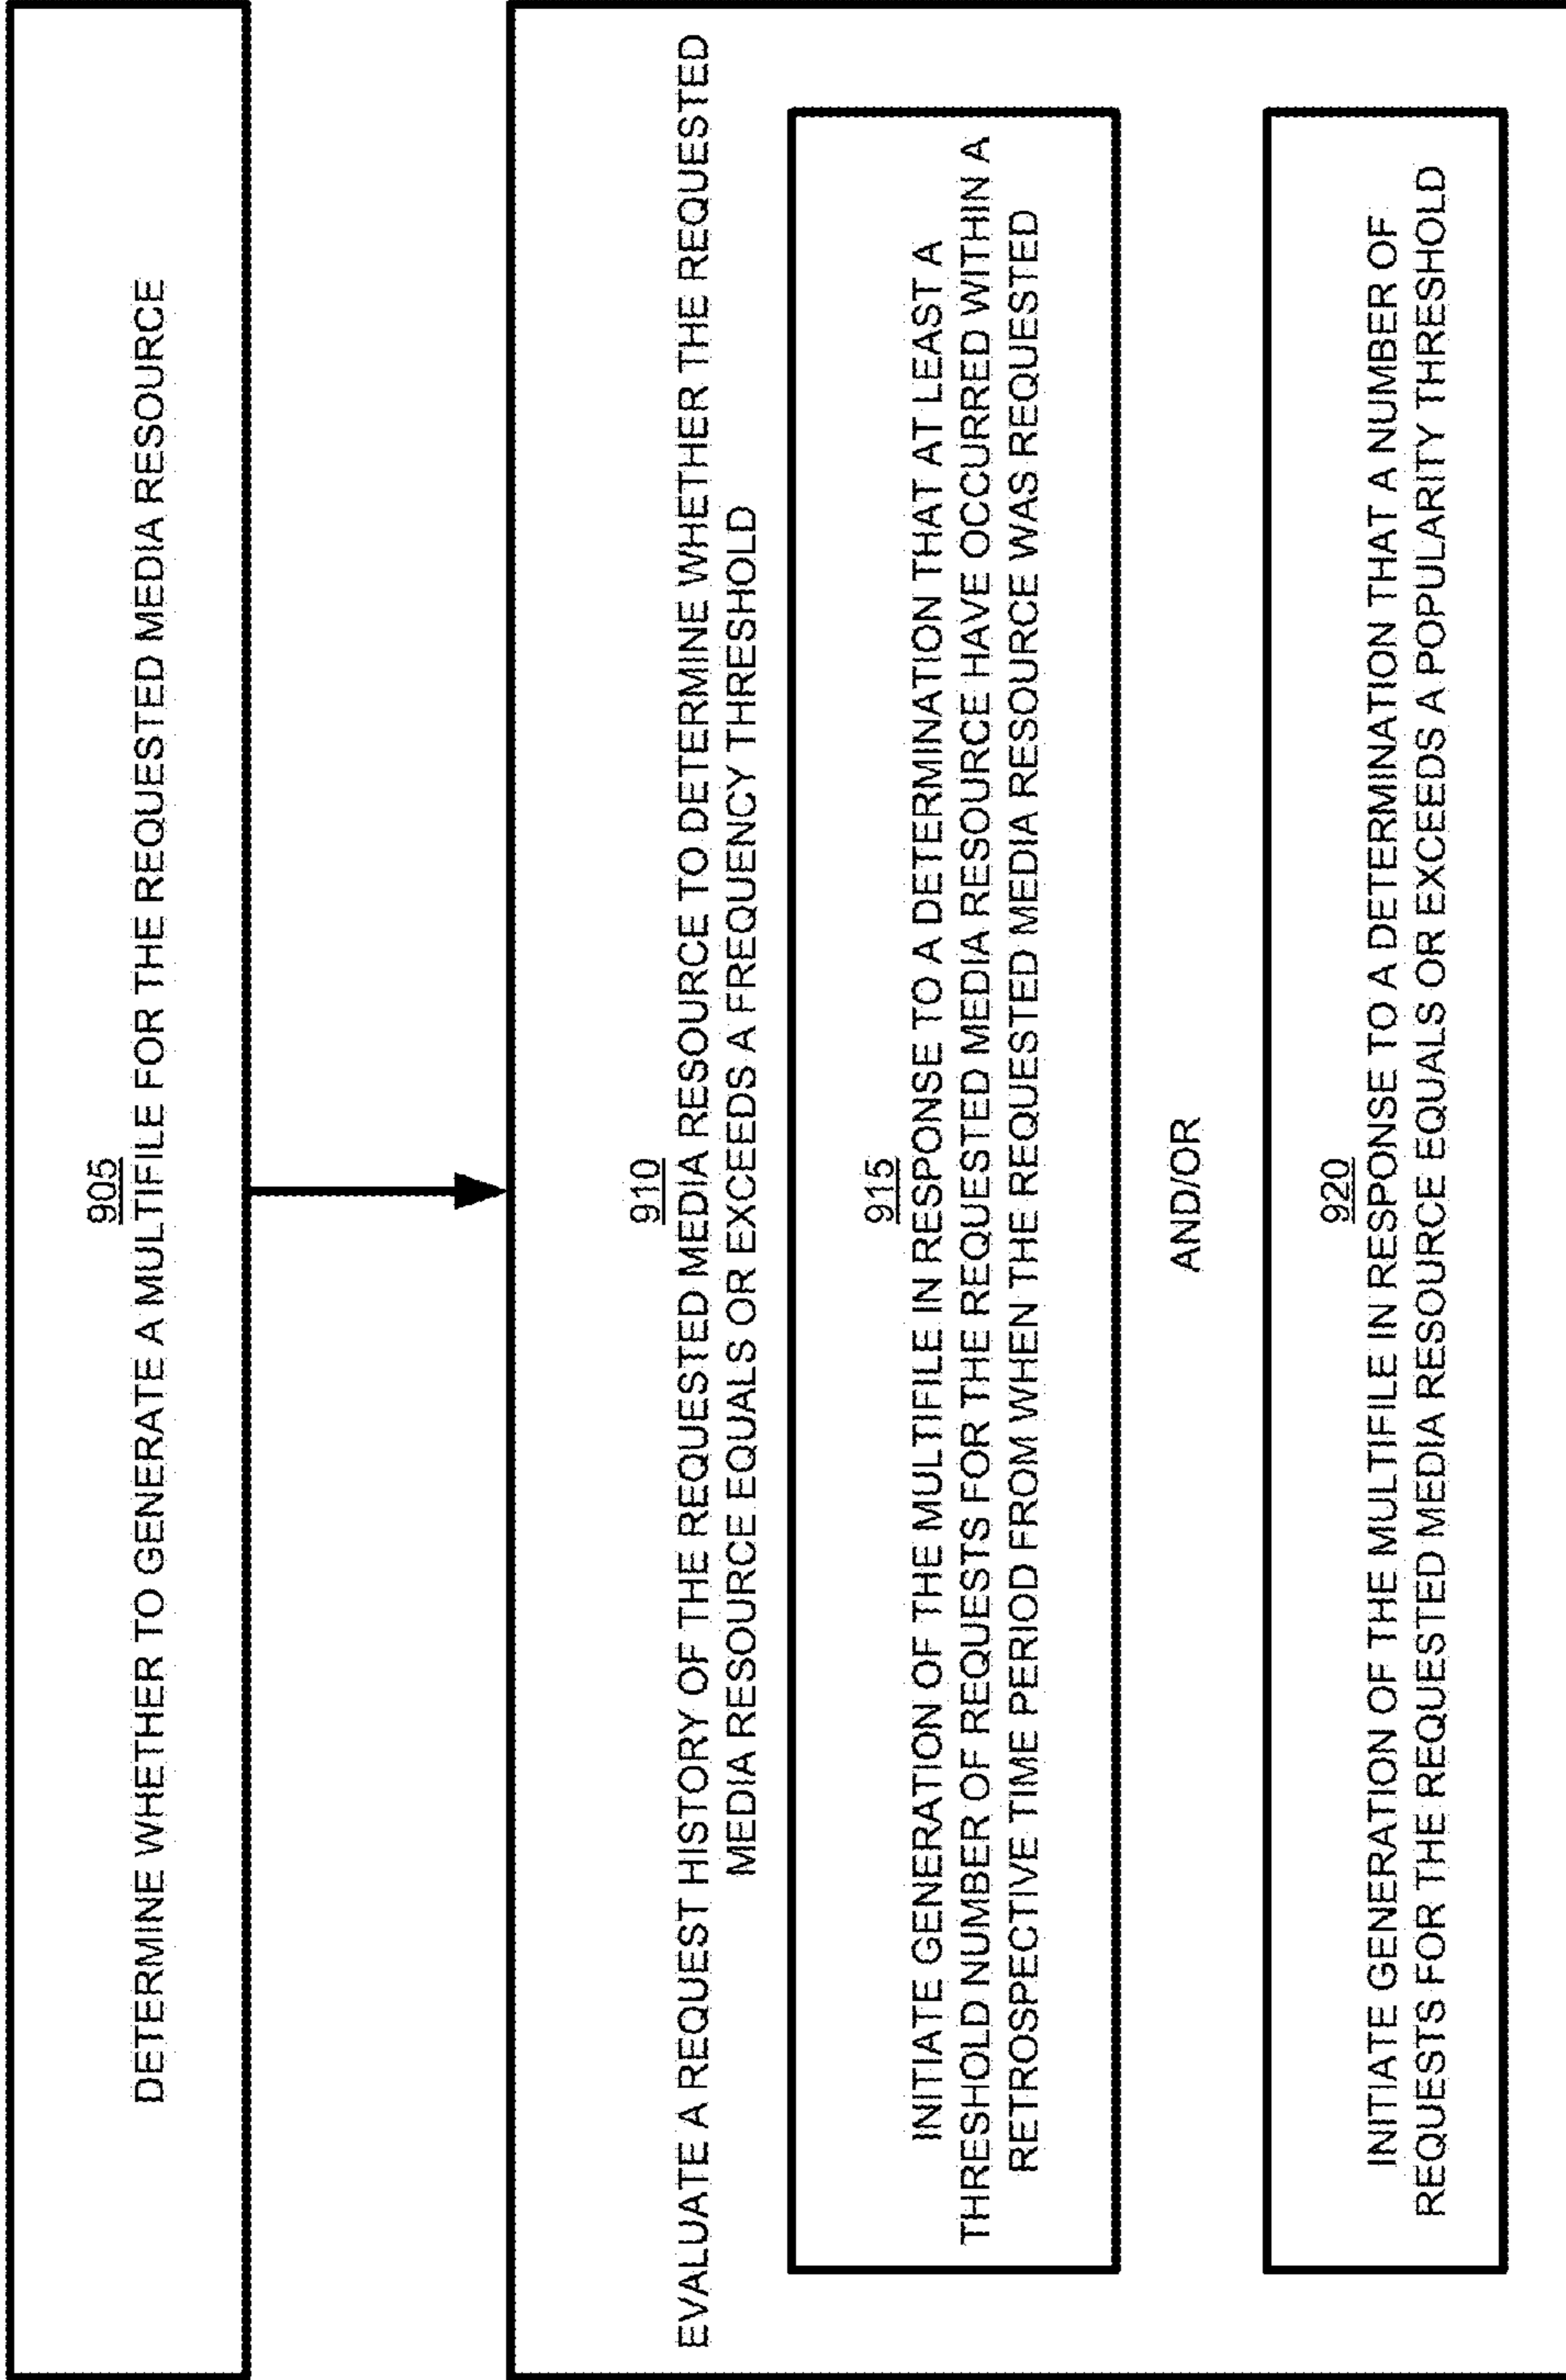 905
DETERMINE WHETHER TO GENERATE A MULTIFILE FOR THE REQUESTED MEDIA RESOURCE
910
EVALUATE A REQUEST HISTORY OF THE REQUESTED MEDIA RESOURCE TO DETERMINE WHETHER THE REQUESTED
MEDIA RESOURCE EQUALS OR EXCEEDS A FREQUENCY THRESHOLD
915
INITIATE GENERATION OF THE MULTIFILE IN RESPONSE TO A DETERMINATION THAT AT LEAST A
THRESHOLD NUMBER OF REQUESTS FOR THE REQUESTED MEDIA RESOURCE HAVE OCCURRED WITHIN A
RETROSPECTIVE TIME PERIOD FROM WHEN THE REQUESTED MEDIA RESOURCE WAS REQUESTED
AND/OR
920
INITIATE GENERATION OF THE MULTIFILE IN RESPONSE TO A DETERMINATION THAT A NUMBER OF
REQUESTS FOR THE REQUESTED MEDIA RESOURCE EQUALS OR EXCEEDS A POPULARITY THRESHOLD